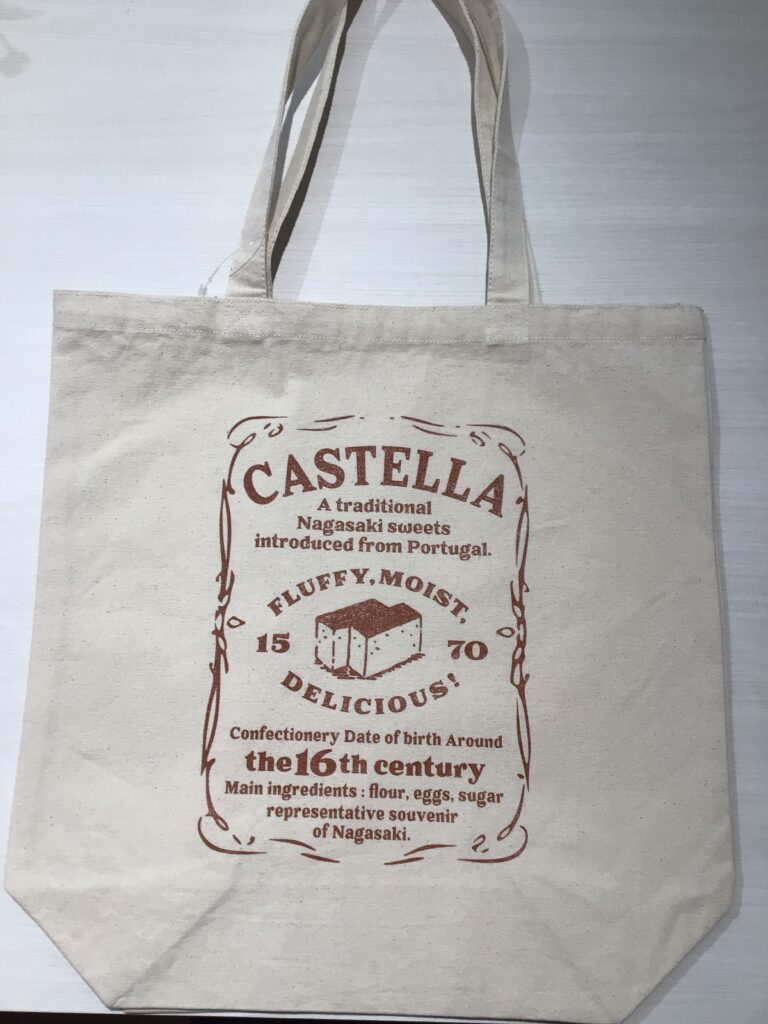 CASTELLA
A traditional
Nagasaki sweets
introduced from Portugal.
FLUFFY, MOIST,
15 70
DELICIOUS!
Confectionery Date of birth Around
the 16th century
Main ingredients : flour, eggs, sugar
representative souvenir
of Nagasaki.